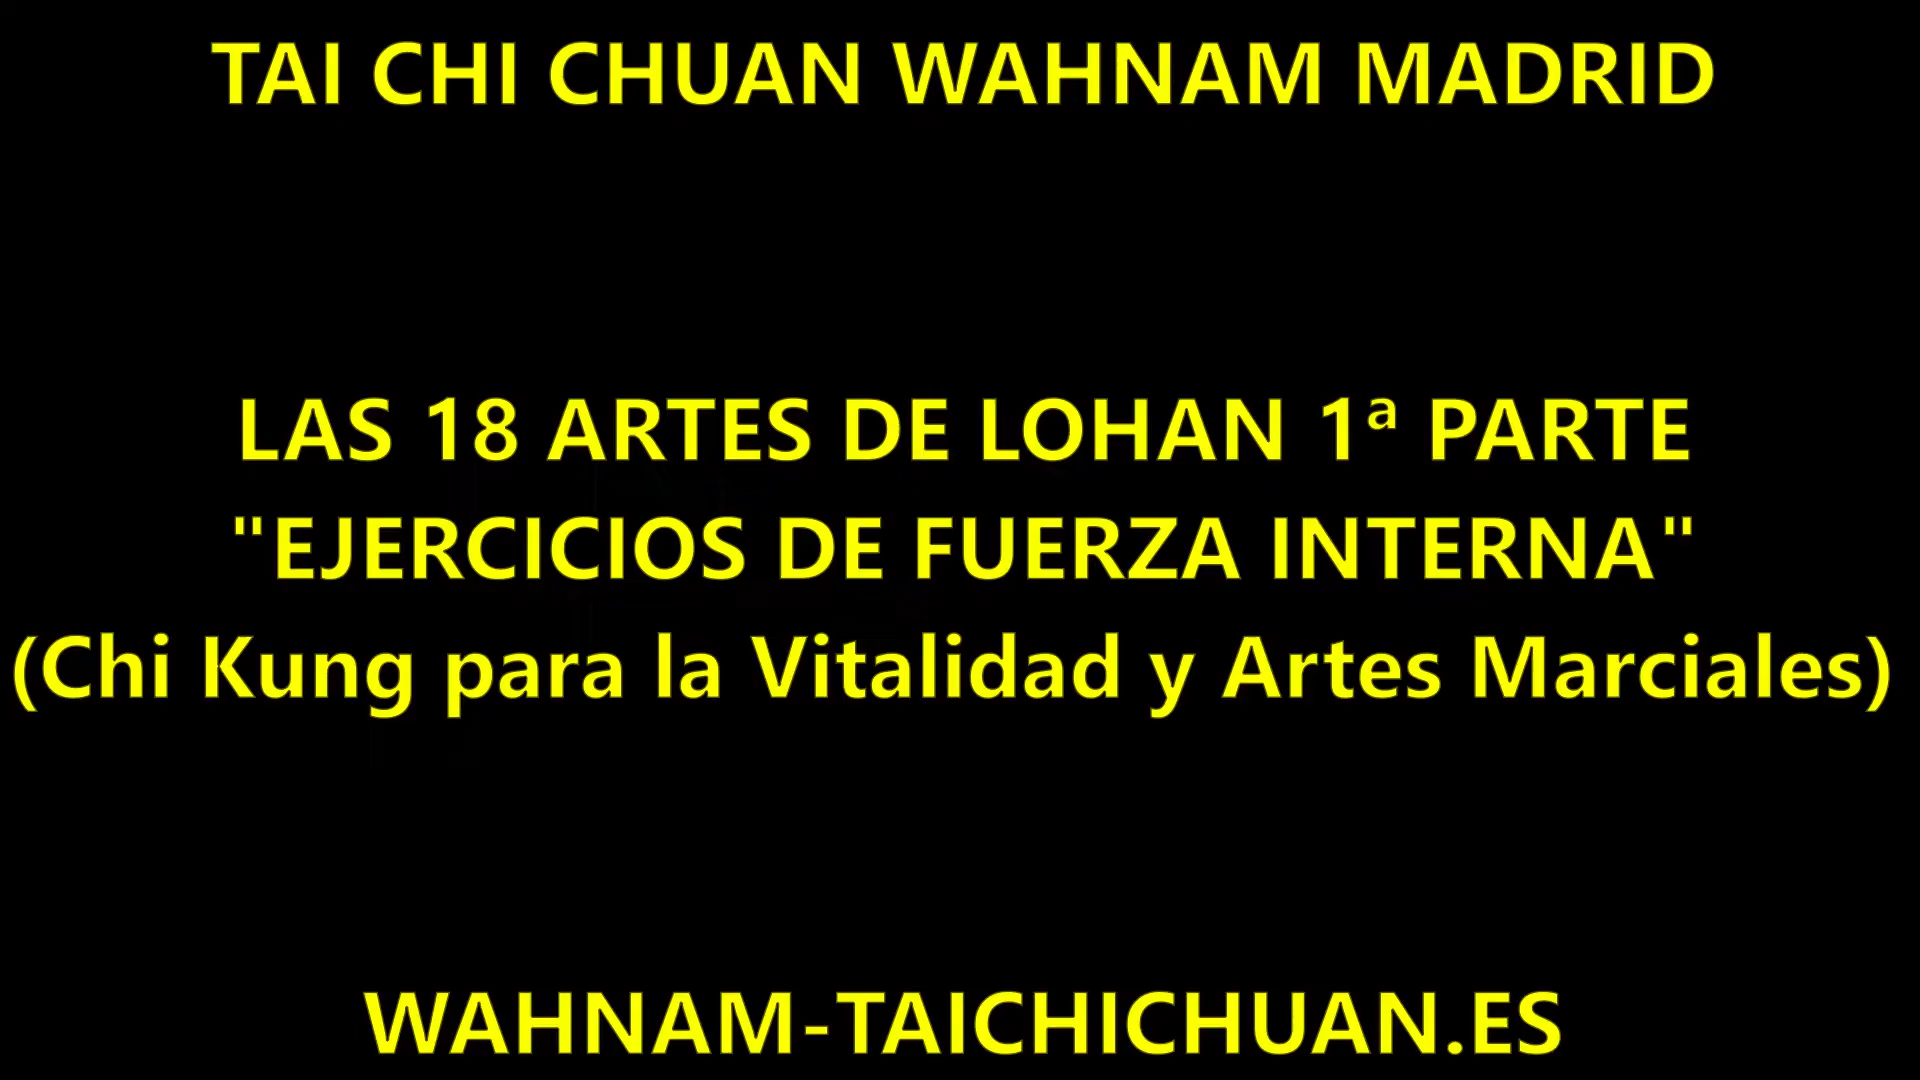 TAI CHI CHUAN WAHNAM MADRID
LAS 18 ARTES DE LOHAN 1ª PARTE
"EJERCICIOS DE FUERZA INTERNA"
(Chi Kung para la Vitalidad y Artes Marciales)
WAHNAM-TAICHICHUAN.ES